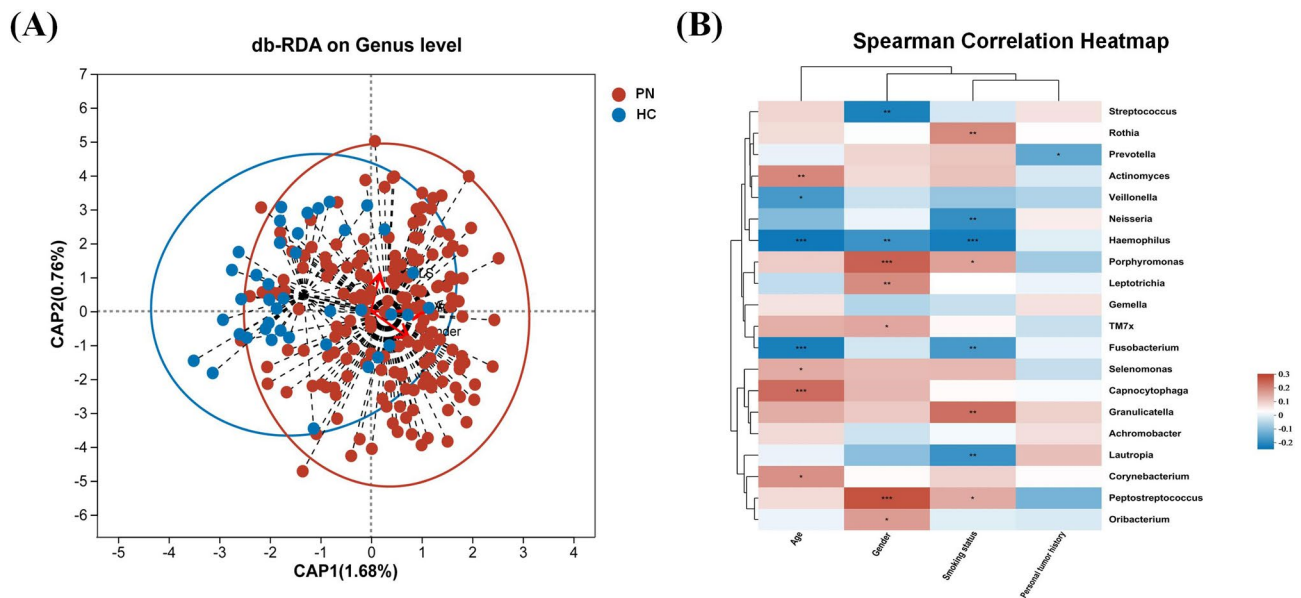 (A)
db-RDA on Genus level
PN
HC
7
6
5
4
3
2
1
0
-1
-2
-3
-4
-5
-6
CAP2(0.76%)
-5
-4
-3
-2
-1
0
1
2
3
4
CAP1(1.68%)
(B)
Spearman Correlation Heatmap
Streptococcus
**
Rothia
**
Prevotella
*
Actinomyces
**
Veillonella
*
Neisseria
**
Haemophilus
*** ** ***
Porphyromonas
*** *
Leptotrichia
**
Gemella
TM7x
*
Fusobacterium
*** **
Selenomonas
*
Capnocytophaga
***
Granulicatella
**
Achromobacter
Lautropia
**
Corynebacterium
*
Peptostreptococcus
*** *
Oribacterium
*
Age
Gender
Smoking status
Personal tumor history
0.3
0.2
0.1
0
-0.1
-0.2